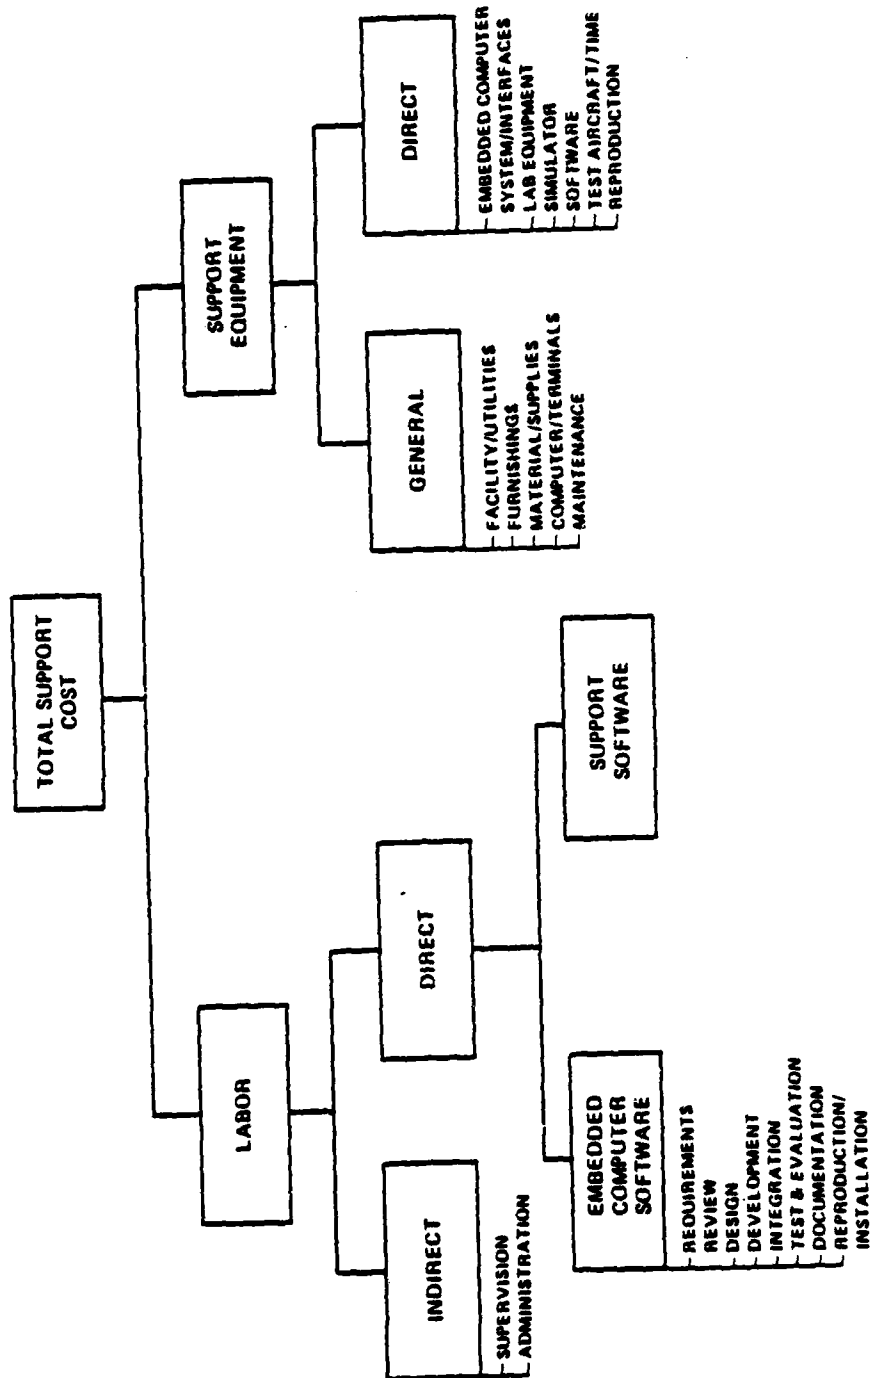 TOTAL SUPPORT
COST
LABOR
SUPPORT
EQUIPMENT
INDIRECT
SUPERVISION
ADMINISTRATION
DIRECT
GENERAL
FACILITY/UTILITIES
FURNISHINGS
MATERIAL/SUPPLIES
COMPUTER/TERMINALS
MAINTENANCE
DIRECT
EMBEDDED COMPUTER
SYSTEM/INTERFACES
LAB EQUIPMENT
SIMULATOR
SOFTWARE
TEST AIRCRAFT/TIME
REPRODUCTION
EMBEDDED
COMPUTER
SOFTWARE
REQUIREMENTS
REVIEW
DESIGN
DEVELOPMENT
INTEGRATION
TEST & EVALUATION
DOCUMENTATION
REPRODUCTION/
INSTALLATION
SUPPORT
SOFTWARE